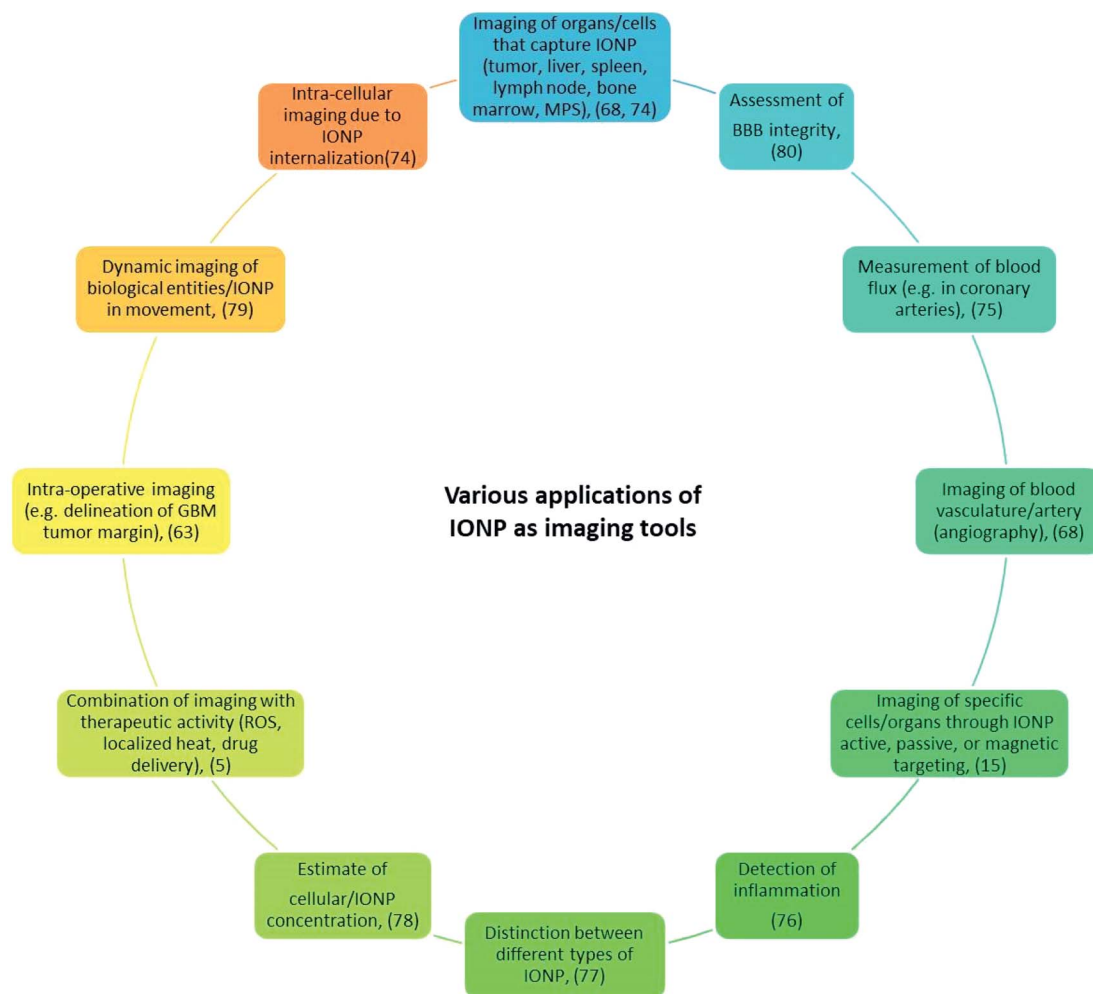 Imaging of organs/cells
that capture IONP
(tumor, liver, spleen,
lymph node, bone
marrow, MPS), (68, 74)
Assessment of
BBB integrity,
(80)
Measurement of blood
flux (e.g. in coronary
arteries), (75)
Imaging of blood
vasculature/artery
(angiography), (68)
Imaging of specific
cells/organs through IONP
active, passive, or magnetic
targeting, (15)
Detection of
inflammation
(76)
Distinction between
different types of
IONP, (77)
Estimate of
cellular/IONP
concentration, (78)
Combination of imaging with
therapeutic activity (ROS,
localized heat, drug
delivery), (5)
Intra-operative imaging
(e.g. delineation of GBM
tumor margin), (63)
Dynamic imaging of
biological entities/IONP
in movement, (79)
Intra-cellular
imaging due to
IONP
internalization(74)
Various applications of
IONP as imaging tools